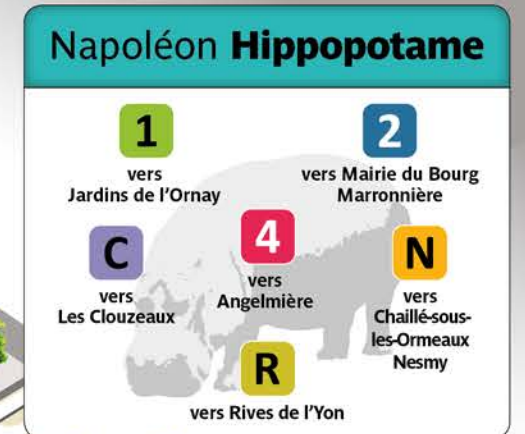 Napoléon Hippopotame
1
vers
Jardins de l'Ornay
2
vers Mairie du Bourg
Marronnière
C
vers
Les Clouzeaux
4
vers
Angelmière
N
vers
Chaillé-sous-
les-Ormeaux
Nesmy
R
vers Rives de l'Yon